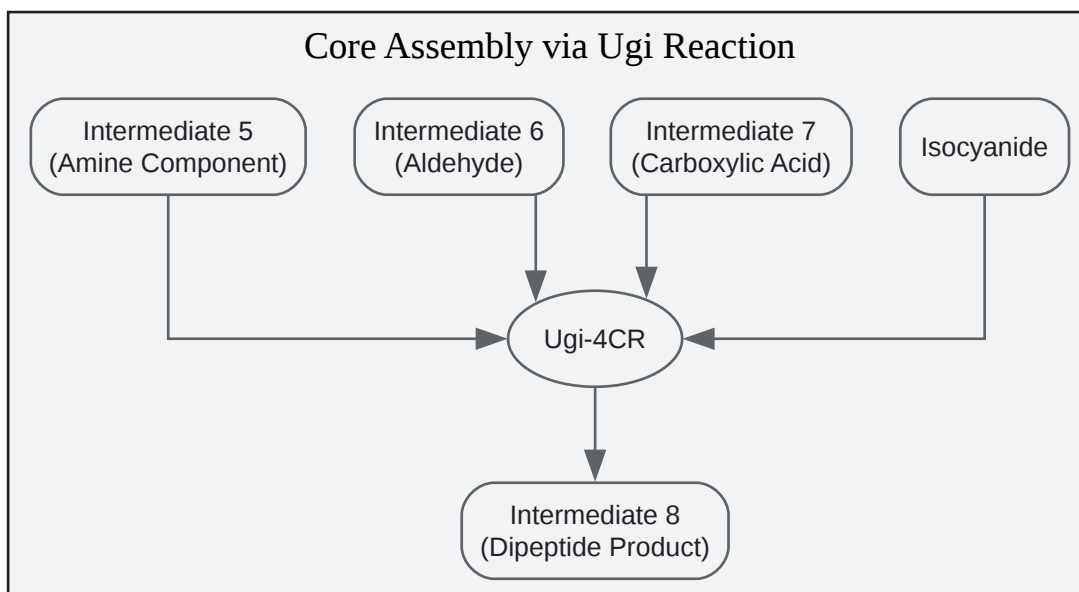 Core Assembly via Ugi Reaction
Intermediate 5
(Amine Component)
Intermediate 6
(Aldehyde)
Intermediate 7
(Carboxylic Acid)
Isocyanide
Ugi-4CR
Intermediate 8
(Dipeptide Product)